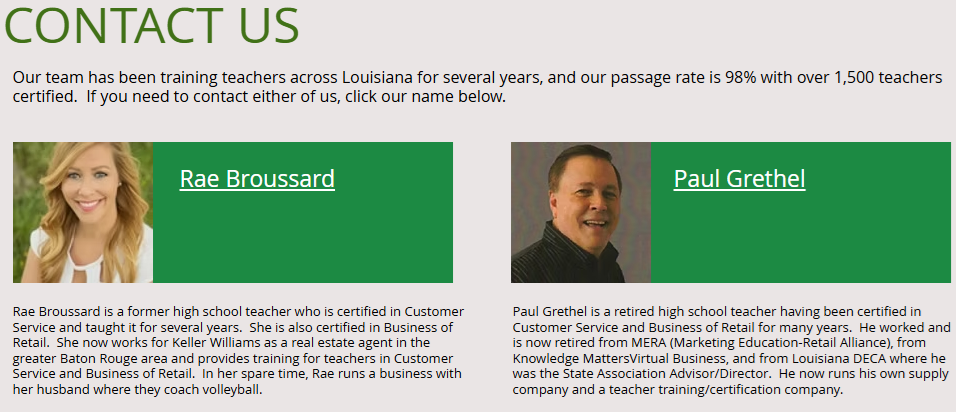 CONTACT US
Our team has been training teachers across Louisiana for several years, and our passage rate is 98% with over 1,500 teachers
certified.  If you need to contact either of us, click our name below.
Rae Broussard
Rae Broussard is a former high school teacher who is certified in Customer
Service and taught it for several years.  She is also certified in Business of
Retail.  She now works for Keller Williams as a real estate agent in the
greater Baton Rouge area and provides training for teachers in Customer
Service and Business of Retail.  In her spare time, Rae runs a business with
her husband where they coach volleyball.
Paul Grethel
Paul Grethel is a retired high school teacher having been certified in
Customer Service and Business of Retail for many years.  He worked and
is now retired from MERA (Marketing Education-Retail Alliance), from
Knowledge MattersVirtual Business, and from Louisiana DECA where he
was the State Association Advisor/Director.  He now runs his own supply
company and a teacher training/certification company.